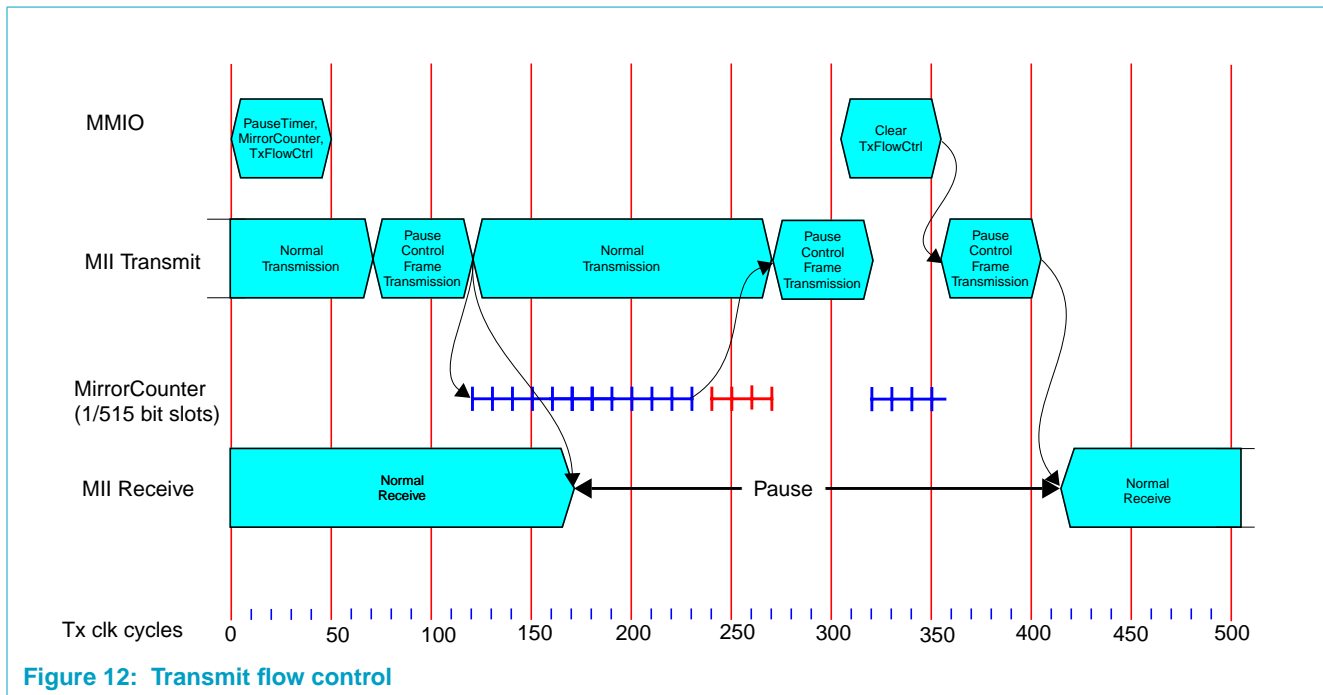 MMIO
PauseTimer,
MirrorCounter,
TxFlowCtrl
Clear
TxFlowCtrl
MII Transmit
Normal
Transmission
Pause
Control
Frame
Transmission
Normal
Transmission
Pause
Control
Frame
Transmission
Pause
Control
Frame
Transmission
MirrorCounter
(1/515 bit slots)
MII Receive
Normal
Receive
Pause
Normal
Receive
Tx clk cycles
0 50 100 150 200 250 300 350 400 450 500
Figure 12: Transmit flow control